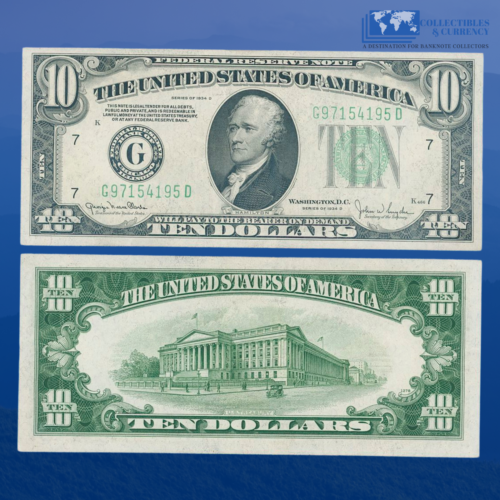 COLLECTIBLES
& CURRENCY
A DESTINATION FOR BANKNOTE COLLECTORS
FEDERAL RESERVE NOTE
10 THE UNITED STATES OF AMERICA 10
SERIES OF 1934 D
THIS NOTE IS LEGAL TENDER FOR ALL DEBTS,
PUBLIC AND PRIVATE, AND IS REDEEMABLE IN
LAWFUL MONEY AT THE UNITED STATES TREASURY,
OR AT ANY FEDERAL RESERVE BANK.
K
G97154195D
7
7
G
TEN
TEN
TEN
7
G97154195D
WASHINGTON, D.C.
K
7
SERIES OF 1934 D
HAMILTON
TEN
WILL PAY TO THE BEARER ON DEMAND
TEN
TEN DOLLARS
10 TEN
THE UNITED STATES OF AMERICA
10 TEN
10 TEN
TEN DOLLARS
10 TEN